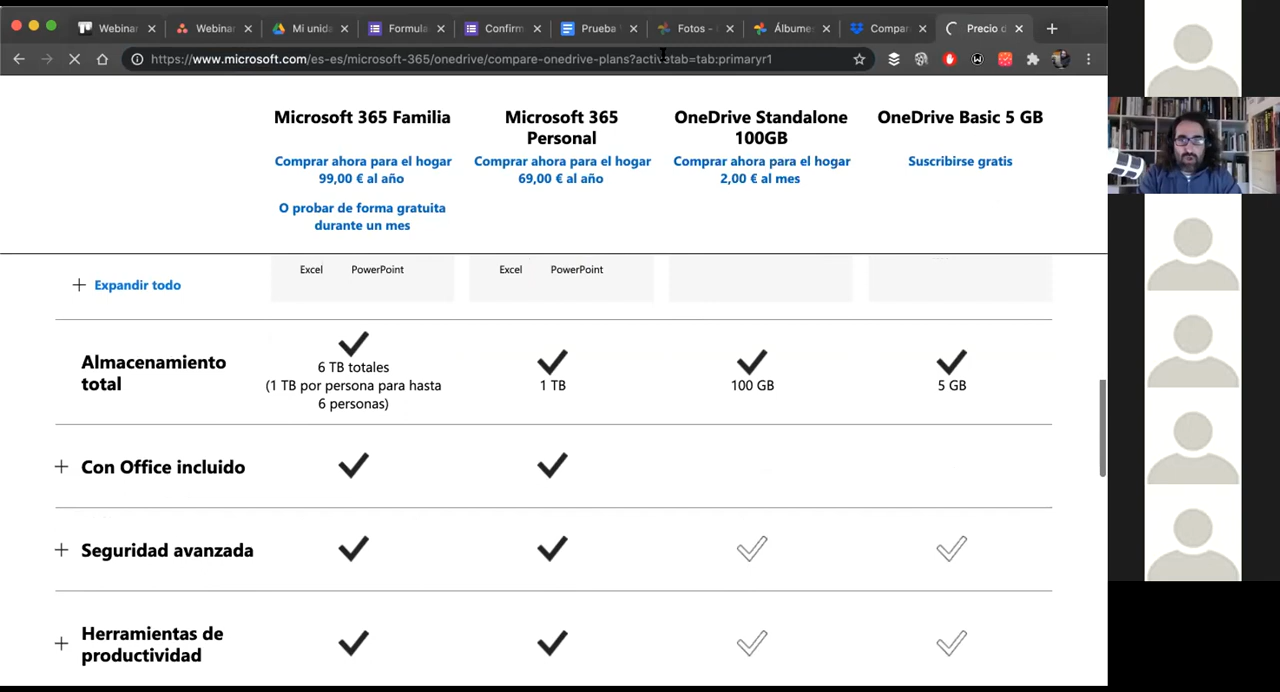 Webinar
Webinar
Mi unida
Formula
Confirm
Prueba
Fotos -
Álbume
Compar
Precio d
https://www.microsoft.com/es-es/microsoft-365/onedrive/compare-onedrive-plans?activetab=tab:primaryr1
Microsoft 365 Familia
Comprar ahora para el hogar
99,00 € al año
O probar de forma gratuita
durante un mes
Microsoft 365
Personal
Comprar ahora para el hogar
69,00 € al año
OneDrive Standalone
100GB
Comprar ahora para el hogar
2,00 € al mes
OneDrive Basic 5 GB
Suscribirse gratis
Expandir todo
Excel PowerPoint
Excel PowerPoint
Almacenamiento
total
6 TB totales
(1 TB por persona para hasta
6 personas)
1 TB
100 GB
5 GB
Con Office incluido
Seguridad avanzada
Herramientas de
productividad